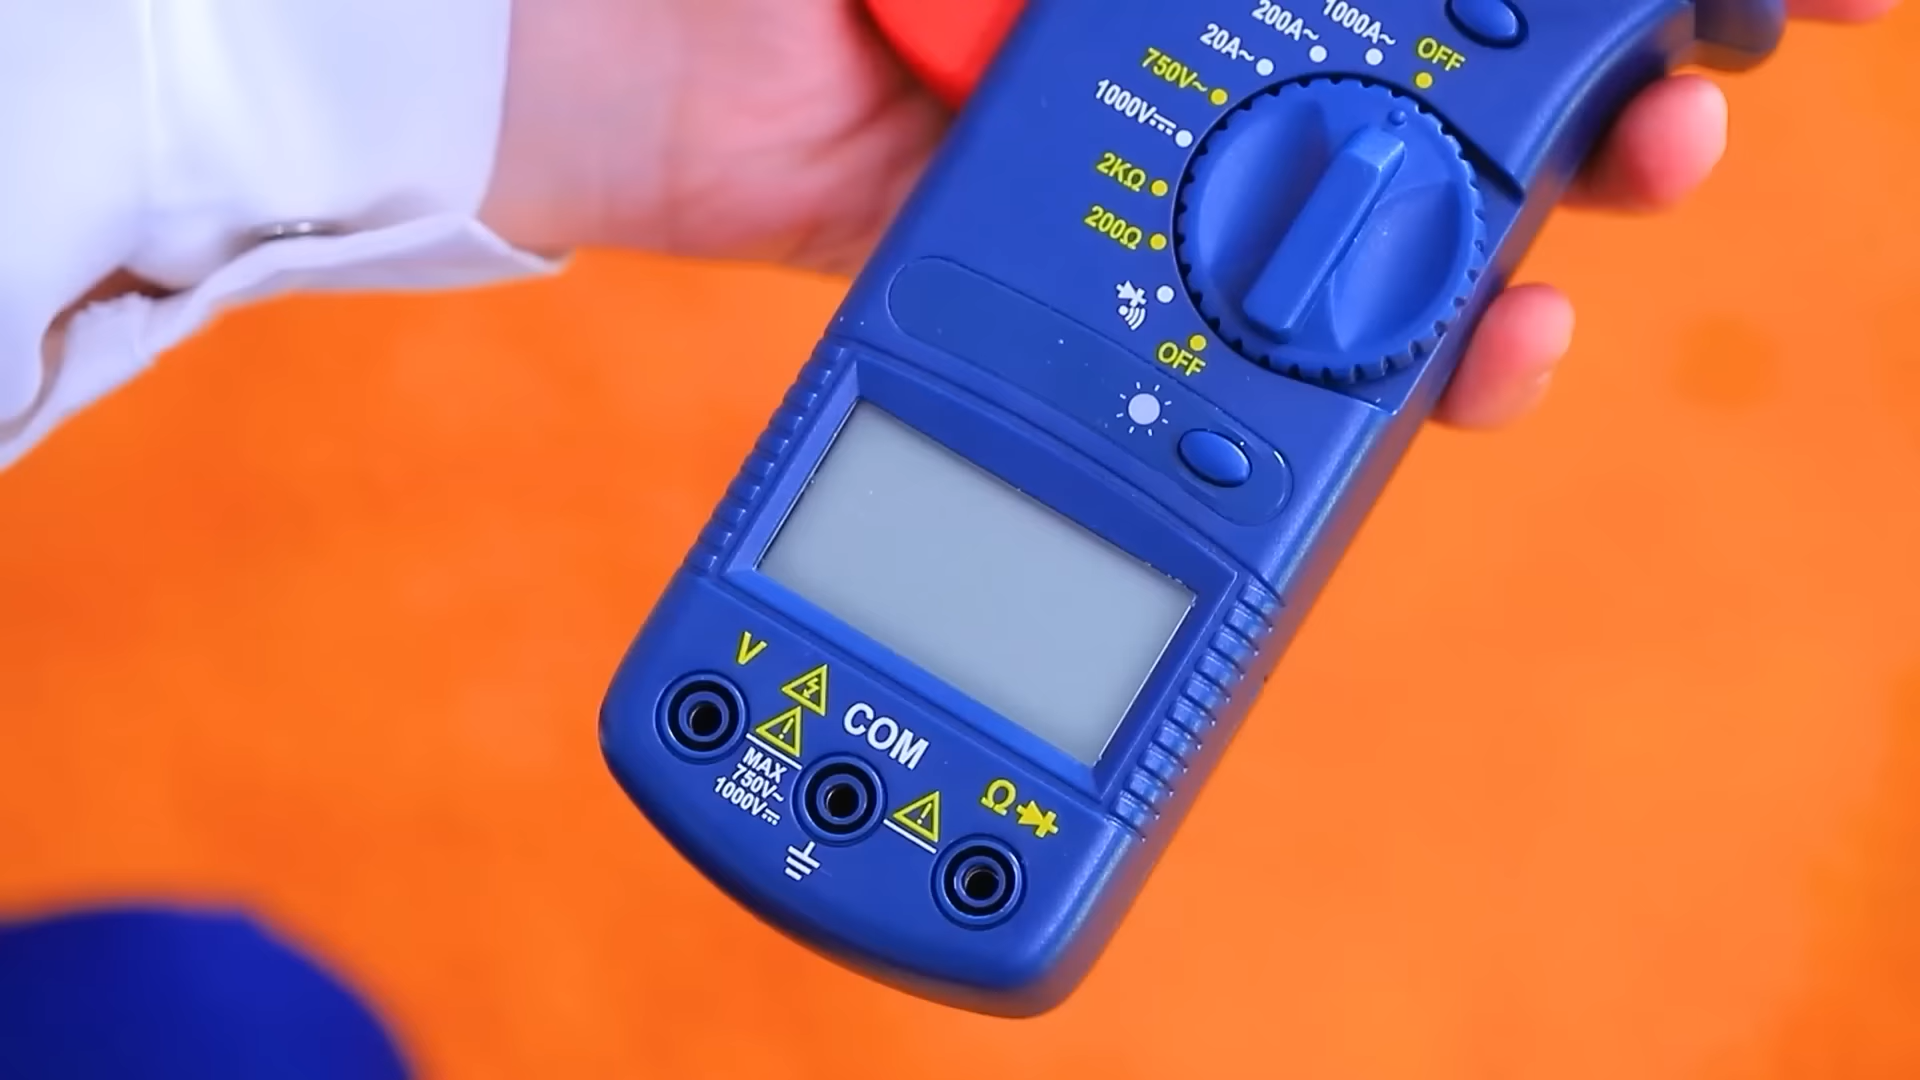 1000A~
200A~
OFF
20A~
750V~
1000V⎓
2KΩ
200Ω
OFF
V
COM
MAX
750V~
1000V⎓
Ω